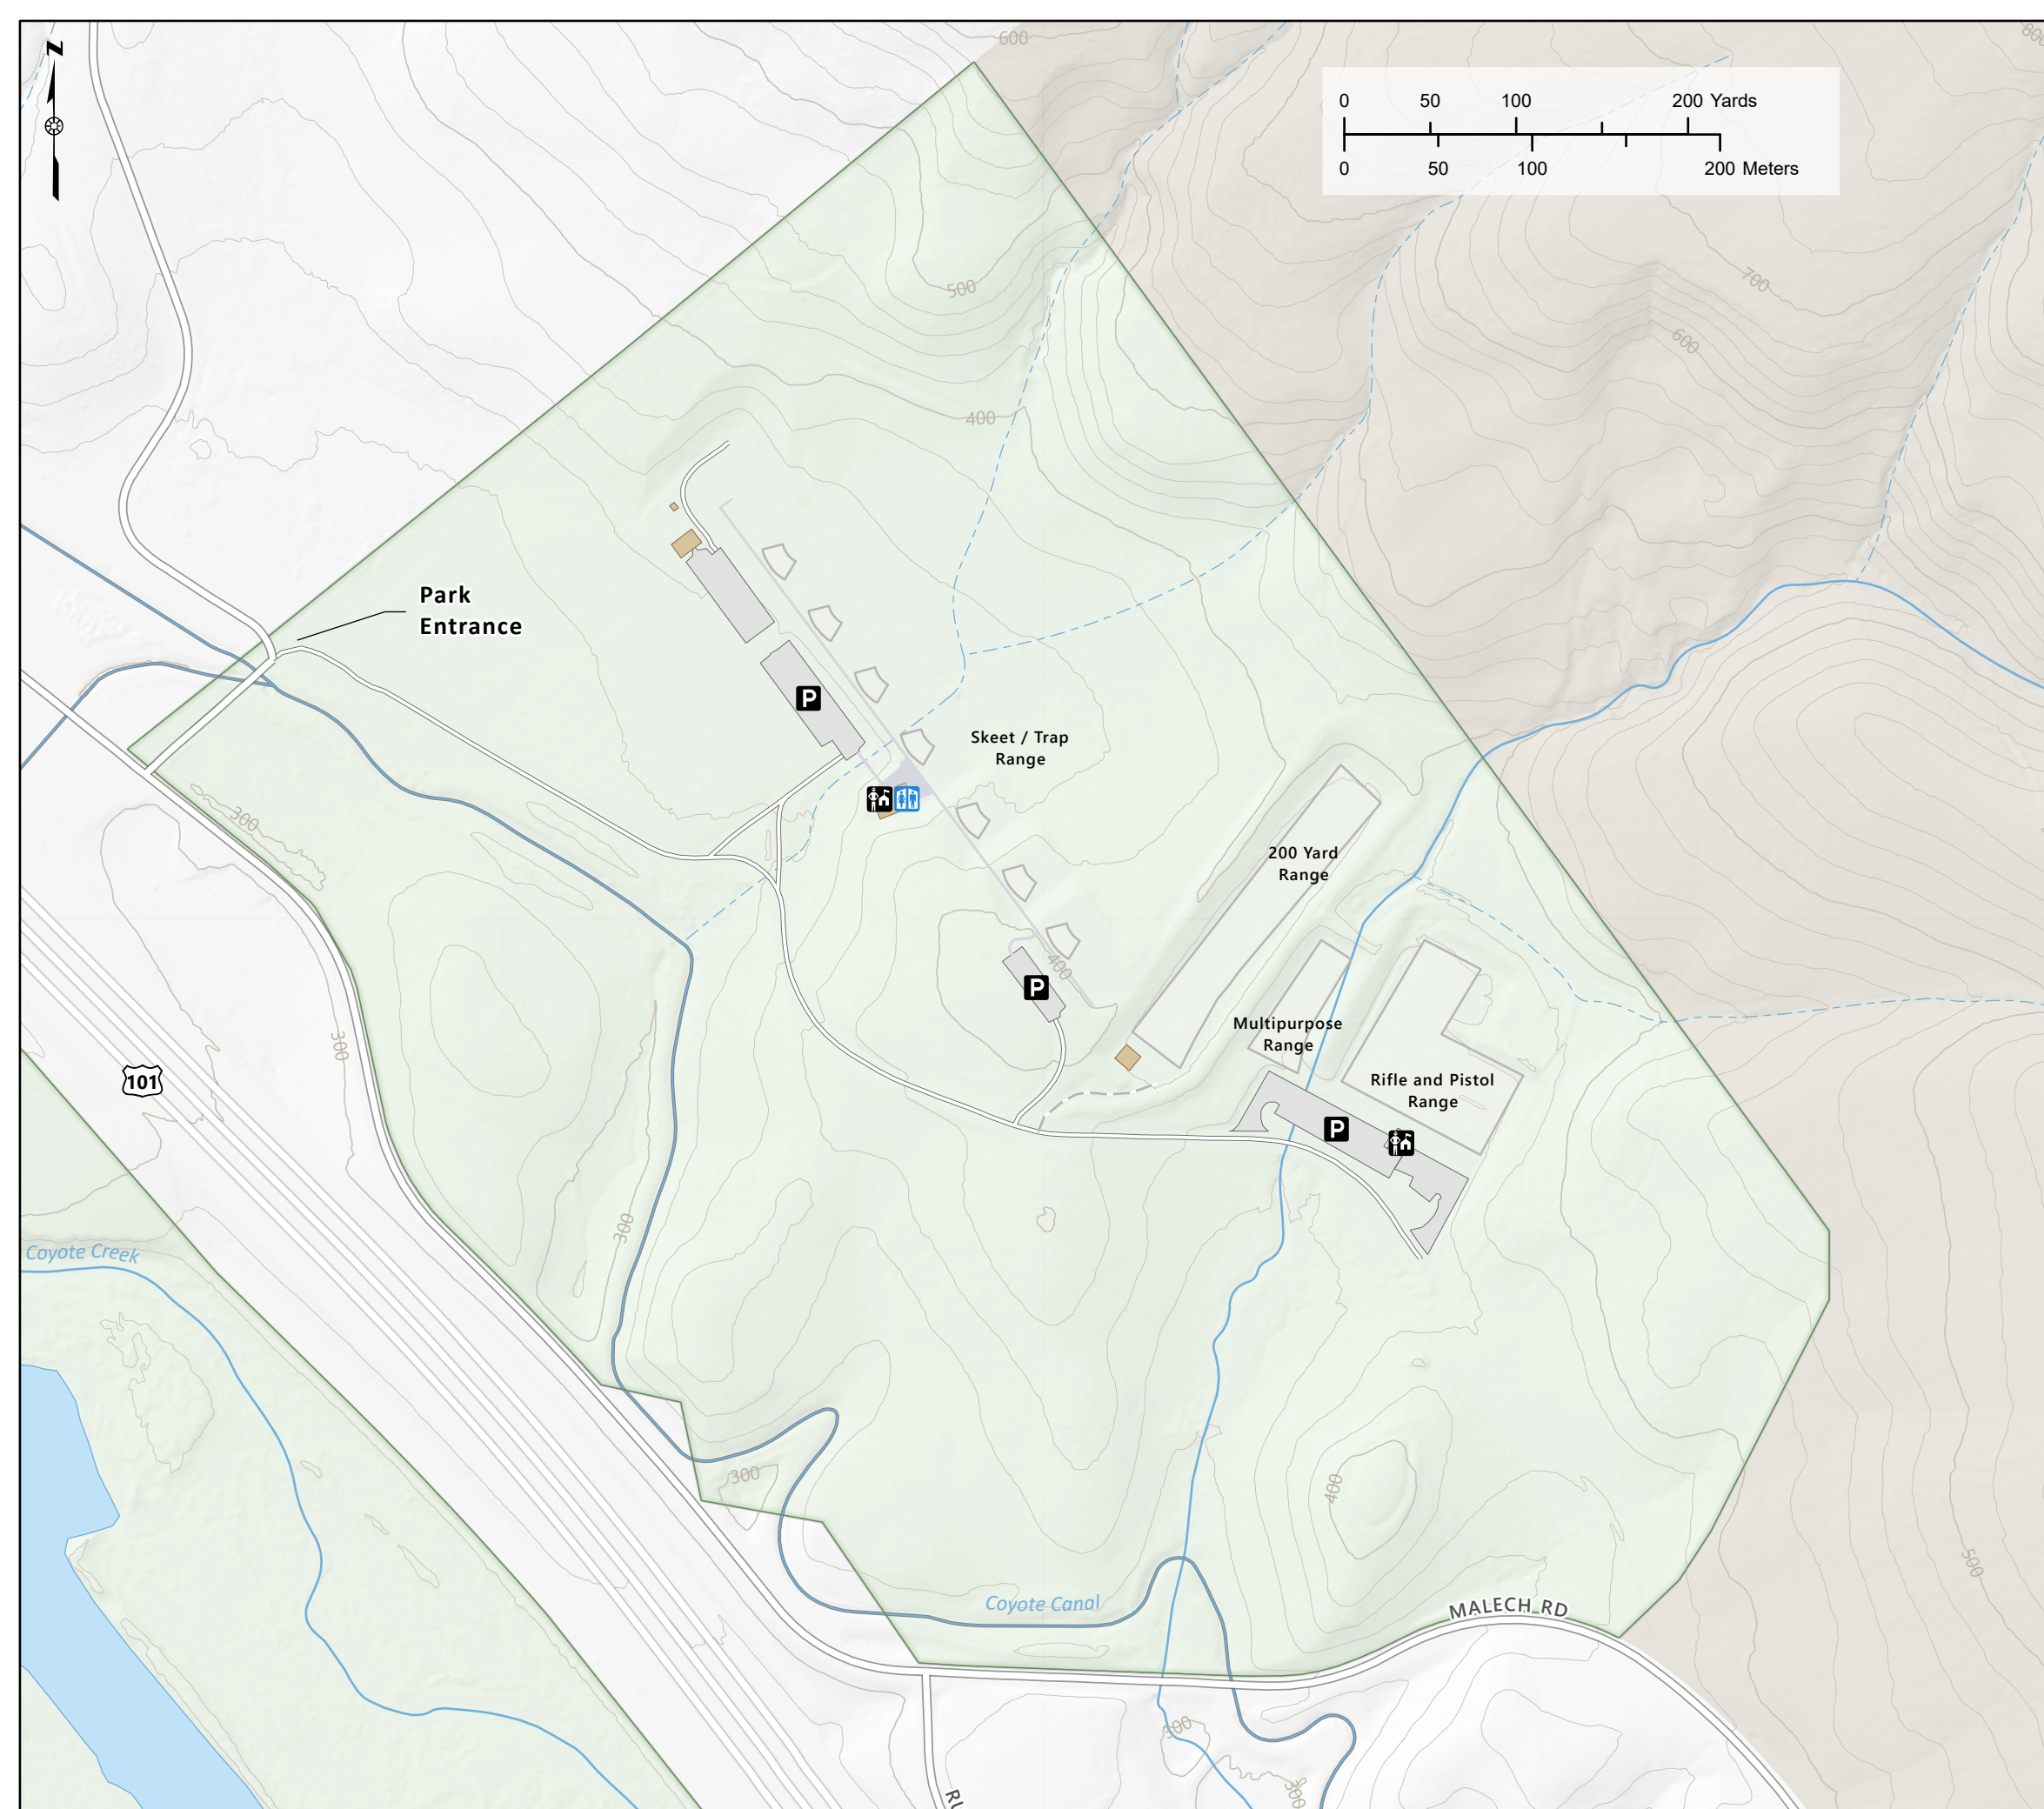 N
600
800
0 50 100 200 Yards
0 50 100 200 Meters
500
700
600
400
Park
Entrance
Skeet / Trap
Range
P
300
200 Yard
Range
400
P
300
101
Multipurpose
Range
Rifle and Pistol
Range
P
300
Coyote Creek
300
400
500
Coyote Canal
MALECH RD
300
300